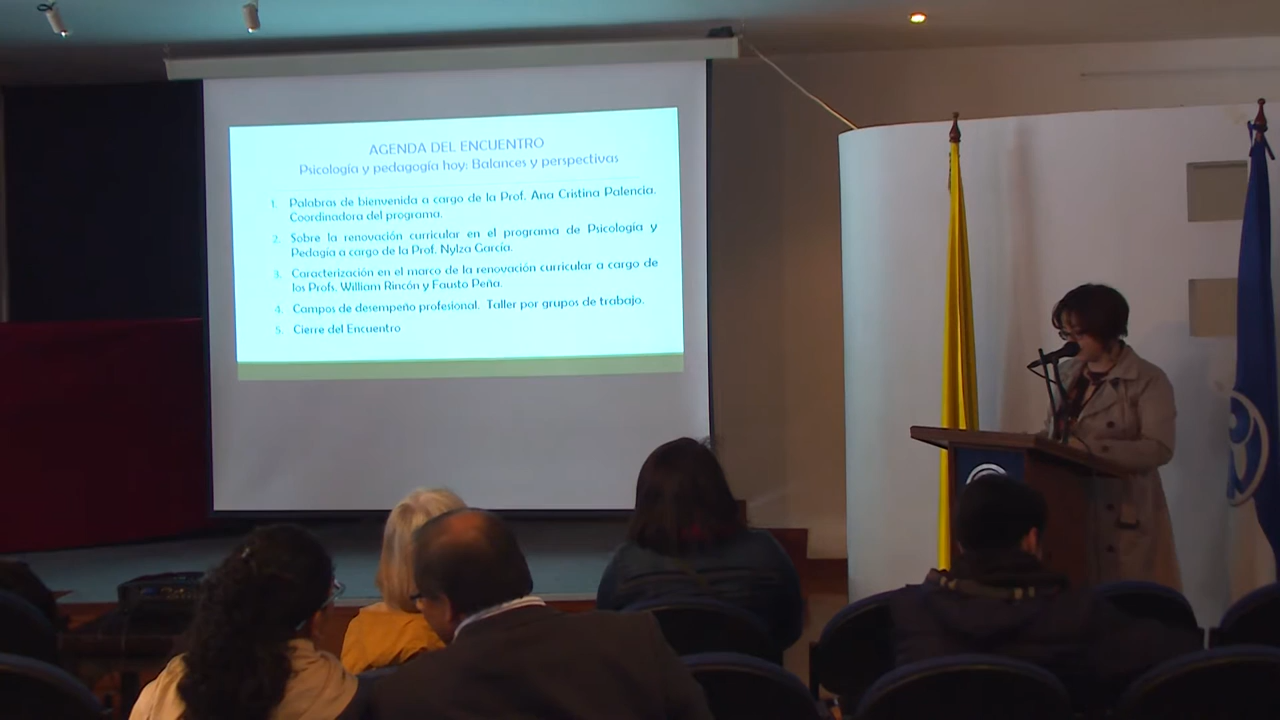 AGENDA DEL ENCUENTRO
Psicología y pedagogía hoy: Balances y perspectivas
1. Palabras de bienvenida a cargo de la Prof. Ana Cristina Palencia.
Coordinadora del programa.
2. Sobre la renovación curricular en el programa de Psicología y
Pedagía a cargo de la Prof. Nylza García.
3. Caracterización en el marco de la renovación curricular a cargo de
los Profs. William Rincón y Fausto Peña.
4. Campos de desempeño profesional. Taller por grupos de trabajo.
5. Cierre del Encuentro